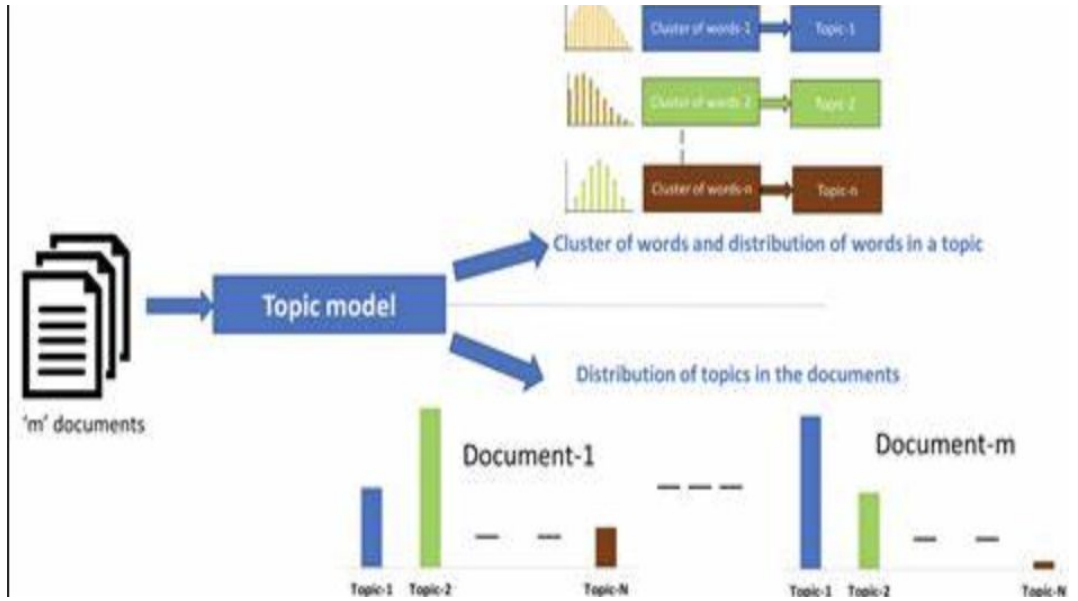 Cluster of words-1
Topic-1
Cluster of words-2
Topic-2
Cluster of words-n
Topic-n
Cluster of words and distribution of words in a topic
Topic model
'm' documents
Distribution of topics in the documents
Document-1
Document-m
Topic-1
Topic-2
Topic-N
Topic-1
Topic-2
Topic-N